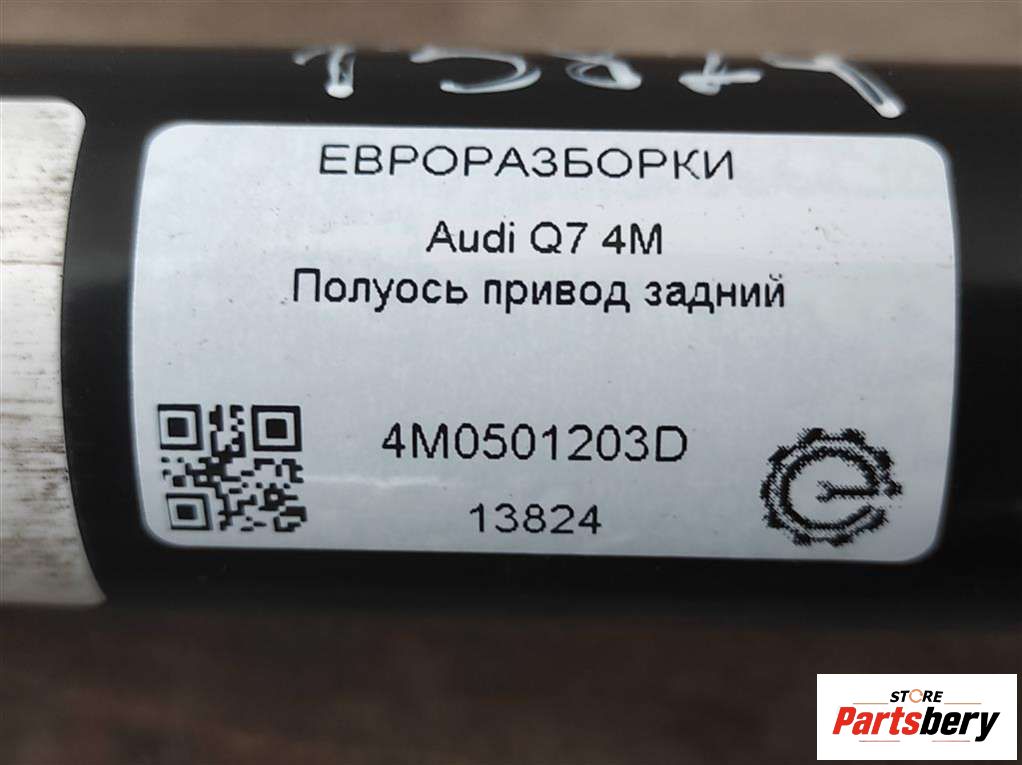 ЕВРОРАЗБОРКИ
Audi Q7 4M
Полуось привод задний
4M0501203D
13824
STORE
Partsbery